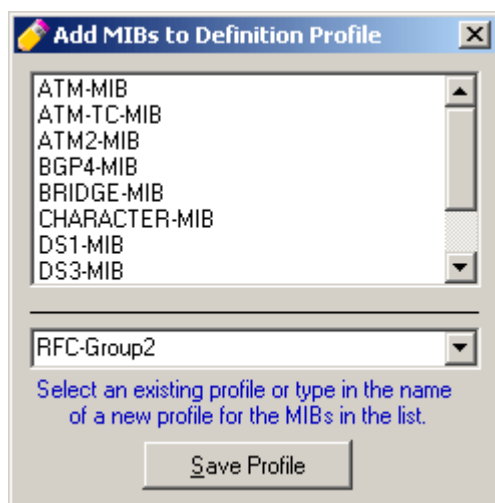 Add MIBs to Definition Profile
ATM-MIB
ATM-TC-MIB
ATM2-MIB
BGP4-MIB
BRIDGE-MIB
CHARACTER-MIB
DS1-MIB
DS3-MIB
RFC-Group2
Select an existing profile or type in the name
of a new profile for the MIBs in the list.
Save Profile